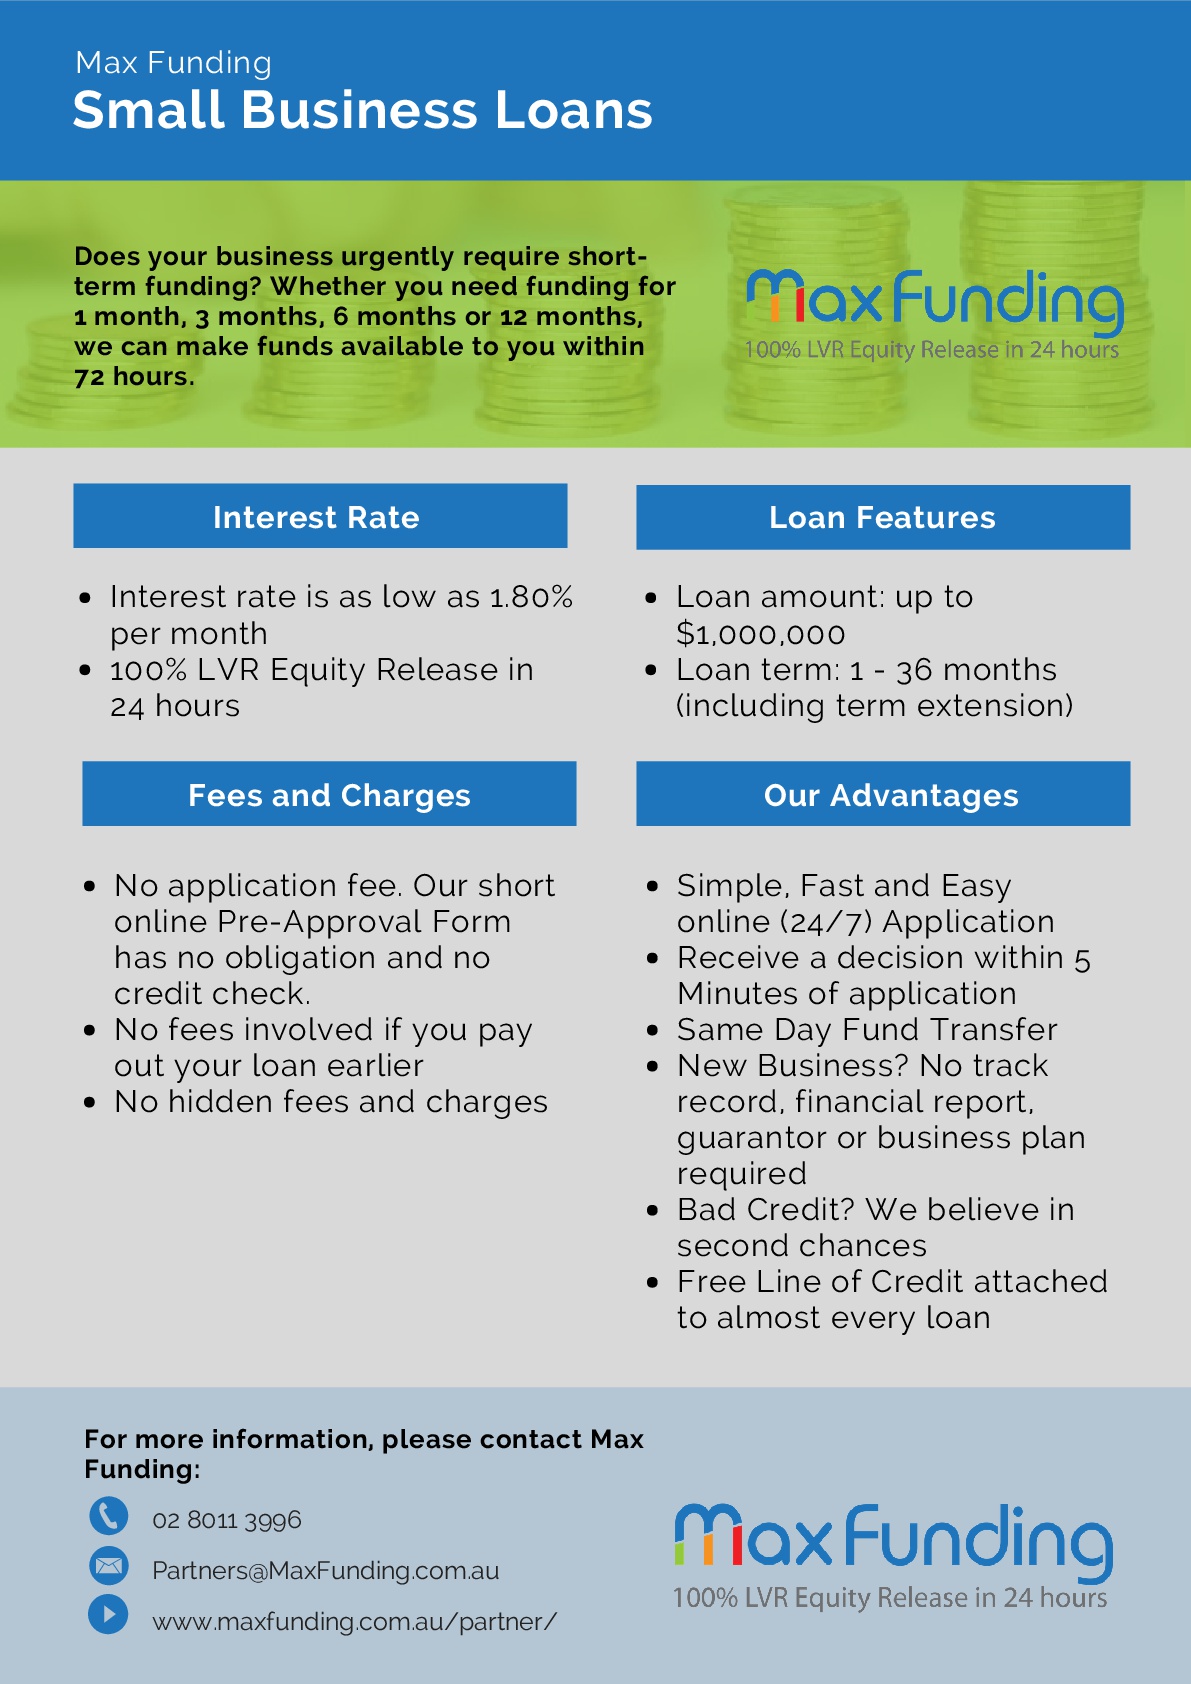 Max Funding
Small Business Loans
Does your business urgently require short-
term funding? Whether you need funding for
1 month, 3 months, 6 months or 12 months,
we can make funds available to you within
72 hours.
maxFunding
100% LVR Equity Release in 24 hours
Interest Rate
• Interest rate is as low as 1.80%
per month
• 100% LVR Equity Release in
24 hours
Loan Features
• Loan amount: up to
$1,000,000
• Loan term: 1 - 36 months
(including term extension)
Fees and Charges
• No application fee. Our short
online Pre-Approval Form
has no obligation and no
credit check.
• No fees involved if you pay
out your loan earlier
• No hidden fees and charges
Our Advantages
• Simple, Fast and Easy
online (24/7) Application
• Receive a decision within 5
Minutes of application
• Same Day Fund Transfer
• New Business? No track
record, financial report,
guarantor or business plan
required
• Bad Credit? We believe in
second chances
• Free Line of Credit attached
to almost every loan
For more information, please contact Max
Funding:
02 8011 3996
Partners@MaxFunding.com.au
www.maxfunding.com.au/partner/
maxFunding
100% LVR Equity Release in 24 hours